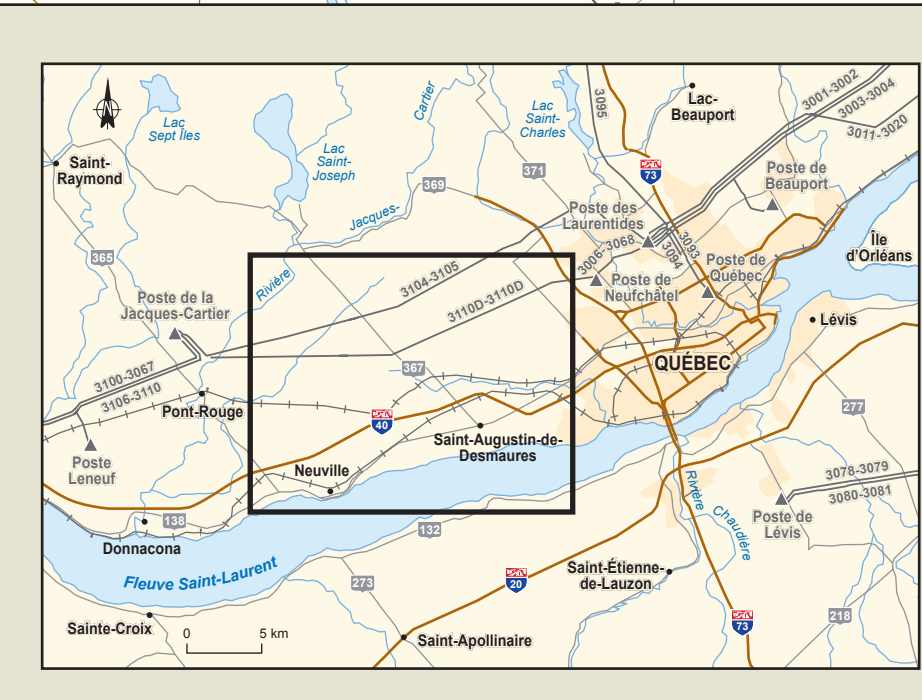 Lac
Sept Îles
Lac
Saint-
Joseph
Cartier
Lac
Saint-
Charles
3095
Lac-
Beauport
3001-3002
3003-3004
3011-3020
Saint-
Raymond
369
371
73
Poste de
Beauport
Jacques-
Poste des
Laurentides
365
3006-3068
3093
3094
Poste de
Québec
Île
d'Orléans
Rivière
3104-3105
Poste de
Neufchâtel
Poste de la
Jacques-Cartier
3110D-3110D
Lévis
367
QUÉBEC
3100-3067
3106-3110
Pont-Rouge
40
277
Saint-Augustin-de-
Desmaures
Poste
Leneuf
Neuville
3078-3079
3080-3081
Rivière
Chaudière
138
132
Poste de
Lévis
Donnacona
Fleuve Saint-Laurent
273
20
Saint-Étienne-
de-Lauzon
73
218
Sainte-Croix
0
5 km
Saint-Apollinaire